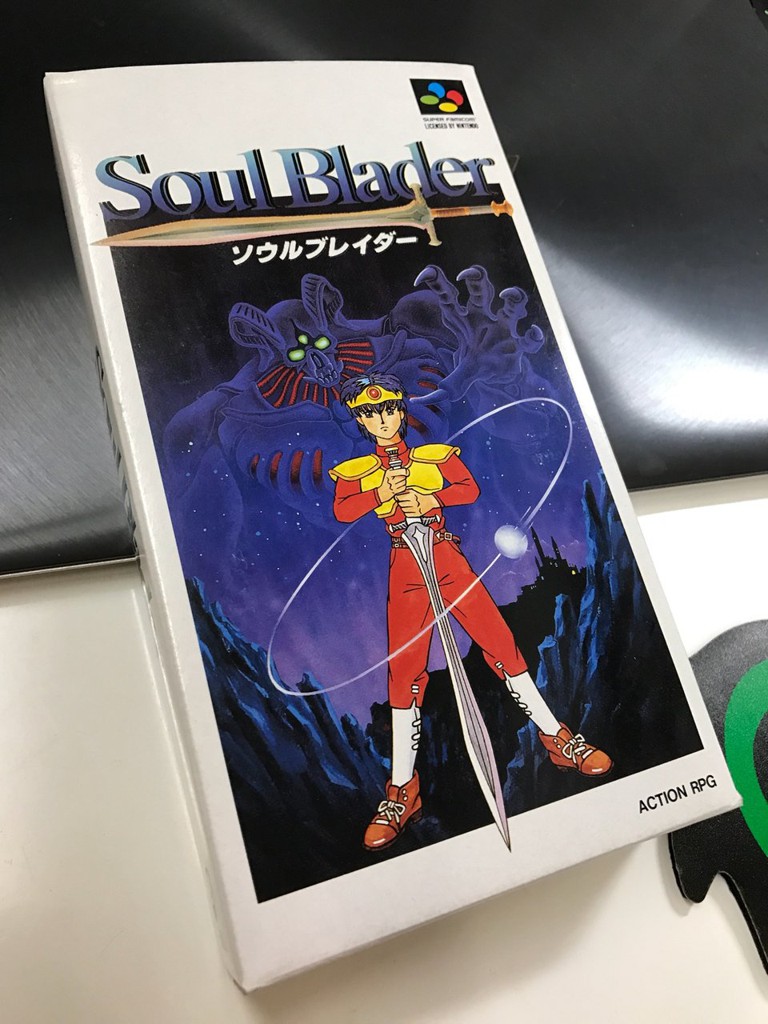 SUPER FAMICOM
LICENSED BY NINTENDO
Soul Blader
ソウルブレイダー
ACTION RPG